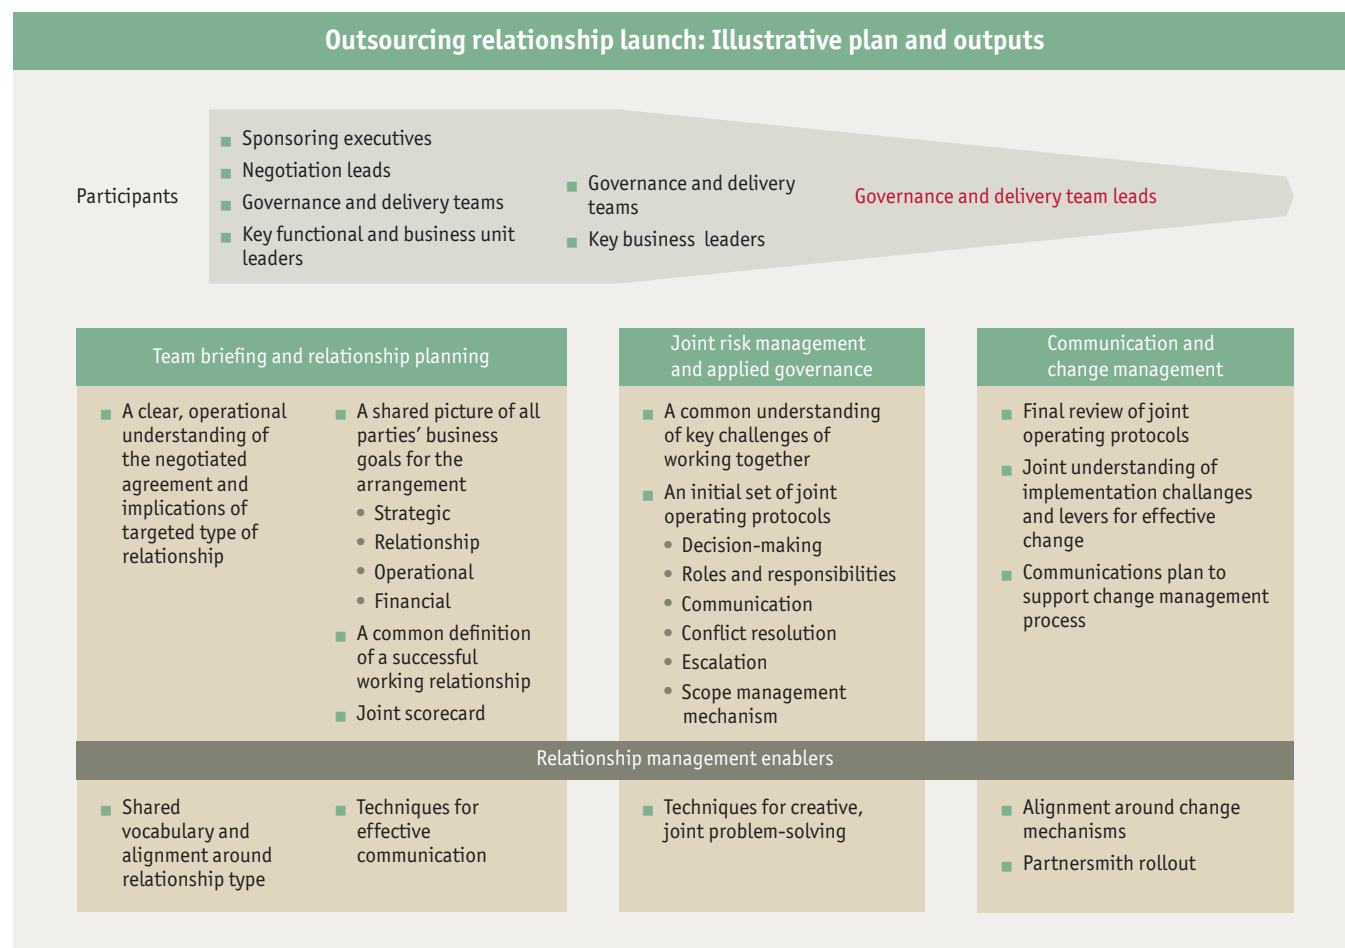 Outsourcing relationship launch: Illustrative plan and outputs
Participants
Sponsoring executives
Negotiation leads
Governance and delivery teams
Key functional and business unit
leaders
Governance and delivery
teams
Key business leaders
Governance and delivery team leads
Team briefing and relationship planning
A clear, operational
understanding of
the negotiated
agreement and
implications of
targeted type of
relationship
A shared picture of all
parties’ business
goals for the
arrangement
Strategic
Relationship
Operational
Financial
A common definition
of a successful
working relationship
Joint scorecard
Joint risk management
and applied governance
A common understanding
of key challenges of
working together
An initial set of joint
operating protocols
Decision-making
Roles and responsibilities
Communication
Conflict resolution
Escalation
Scope management
mechanism
Communication and
change management
Final review of joint
operating protocols
Joint understanding of
implementation challanges
and levers for effective
change
Communications plan to
support change management
process
Relationship management enablers
Shared
vocabulary and
alignment around
relationship type
Techniques for
effective
communication
Techniques for creative,
joint problem-solving
Alignment around change
mechanisms
Partnersmith rollout